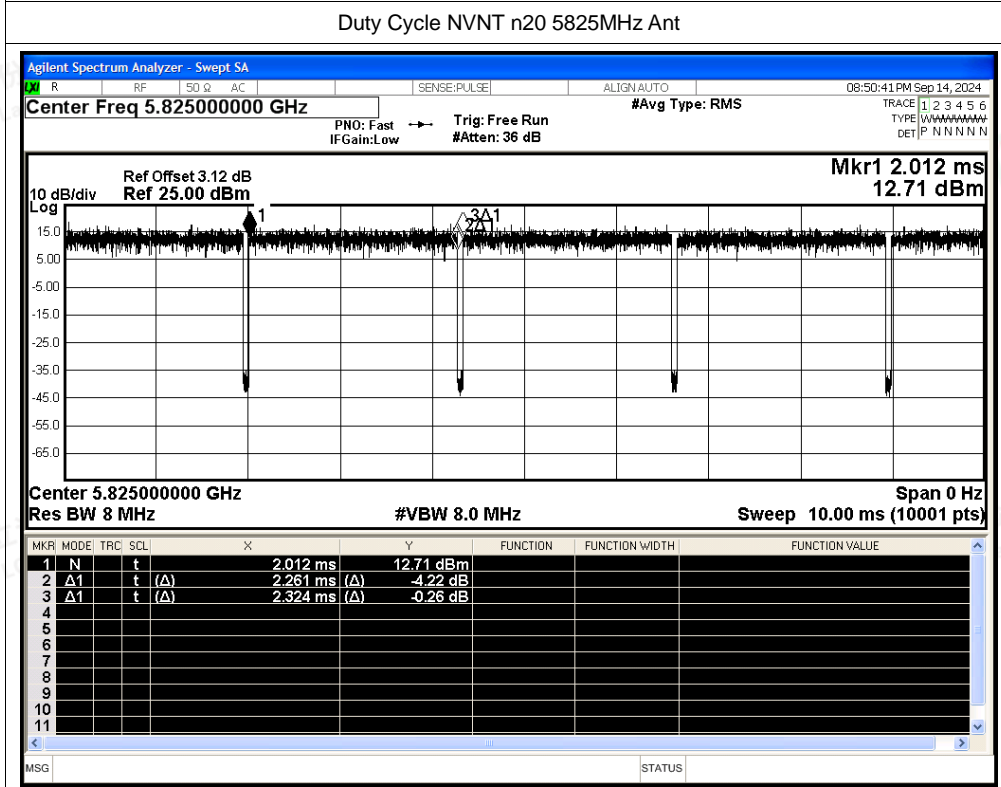 Duty Cycle NVNT n20 5825MHz Ant
Agilent Spectrum Analyzer - Swept SA
LXI R RF 50 Ω AC SENSE:PULSE ALIGN AUTO 08:50:41 PM Sep 14, 2024
Center Freq 5.825000000 GHz #Avg Type: RMS TRACE 1 2 3 4 5 6
PNO: Fast Trig: Free Run TYPE WWWWWW
IFGain:Low #Atten: 36 dB DET P N N N N N
Mkr1 2.012 ms
Ref Offset 3.12 dB
10 dB/div Ref 25.00 dBm 12.71 dBm
Log
1 3Δ1
2Δ1
15.0
5.00
-5.00
-15.0
-25.0
-35.0
-45.0
-55.0
-65.0
Center 5.825000000 GHz Span 0 Hz
Res BW 8 MHz #VBW 8.0 MHz Sweep 10.00 ms (10001 pts)
MKR MODE TRC SCL X Y FUNCTION FUNCTION WIDTH FUNCTION VALUE
1 N t 2.012 ms 12.71 dBm
2 Δ1 t (Δ) 2.261 ms (Δ) -4.22 dB
3 Δ1 t (Δ) 2.324 ms (Δ) -0.26 dB
4
5
6
7
8
9
10
11
MSG STATUS